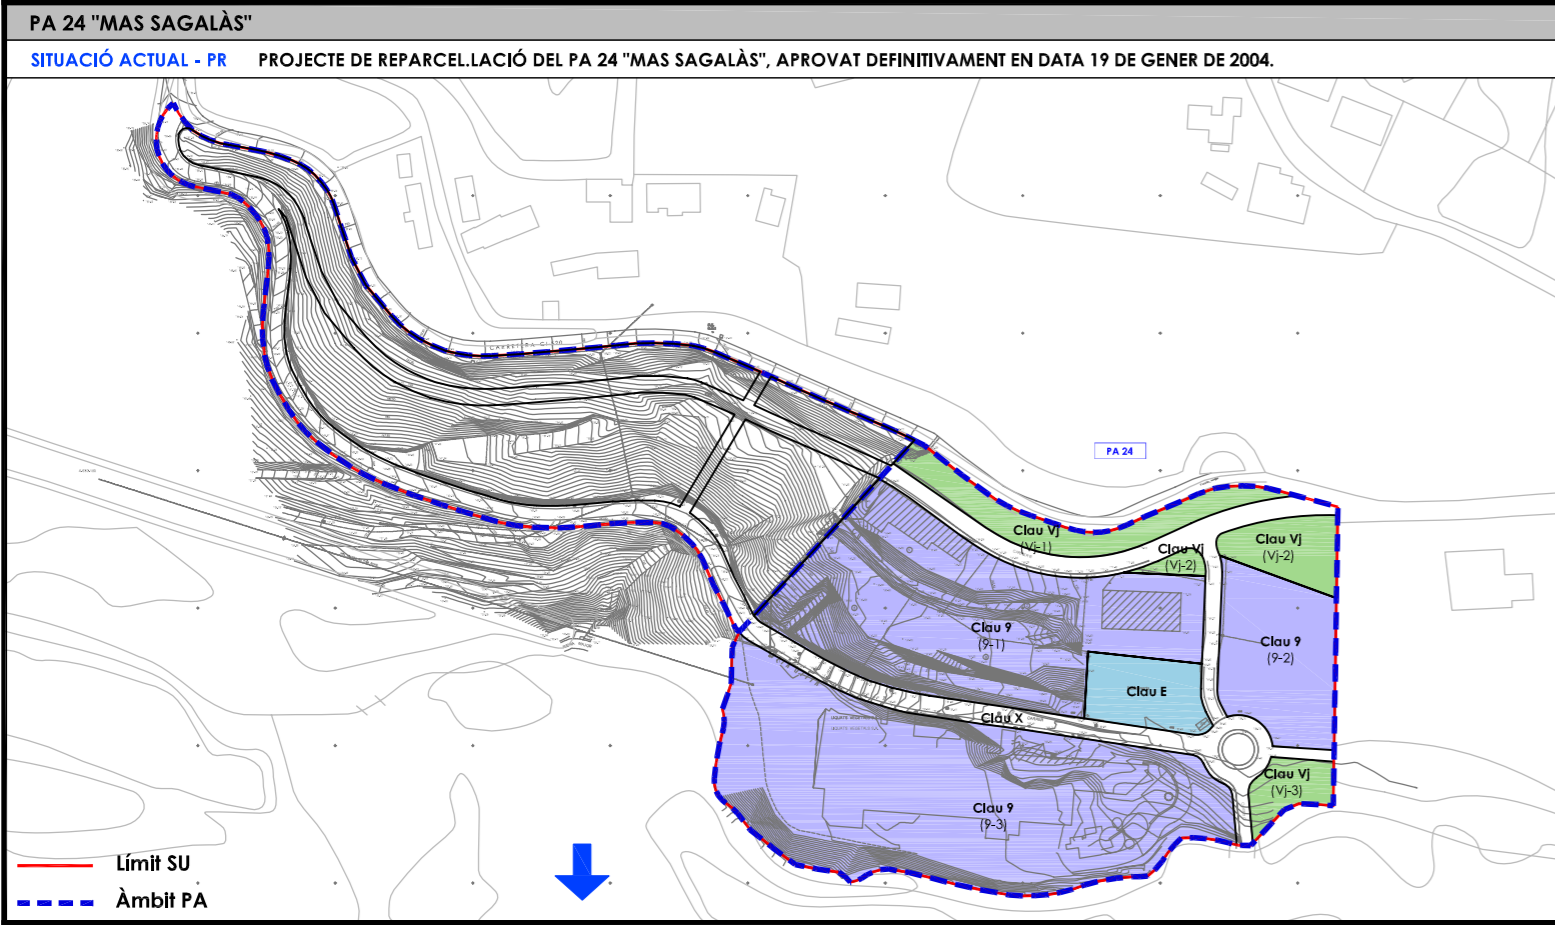 PA 24 "MAS SAGALÀS"
SITUACIÓ ACTUAL - PR PROJECTE DE REPARCEL.LACIÓ DEL PA 24 "MAS SAGALÀS", APROVAT DEFINITIVAMENT EN DATA 19 DE GENER DE 2004.
PA 24
Clau Vj
(Vj-1)
Clau Vj
(Vj-2)
Clau Vj
(Vj-2)
Clau 9
(9-1)
Clau 9
(9-2)
Clau E
Clau X
Clau Vj
(Vj-3)
Clau 9
(9-3)
Límit SU
Àmbit PA